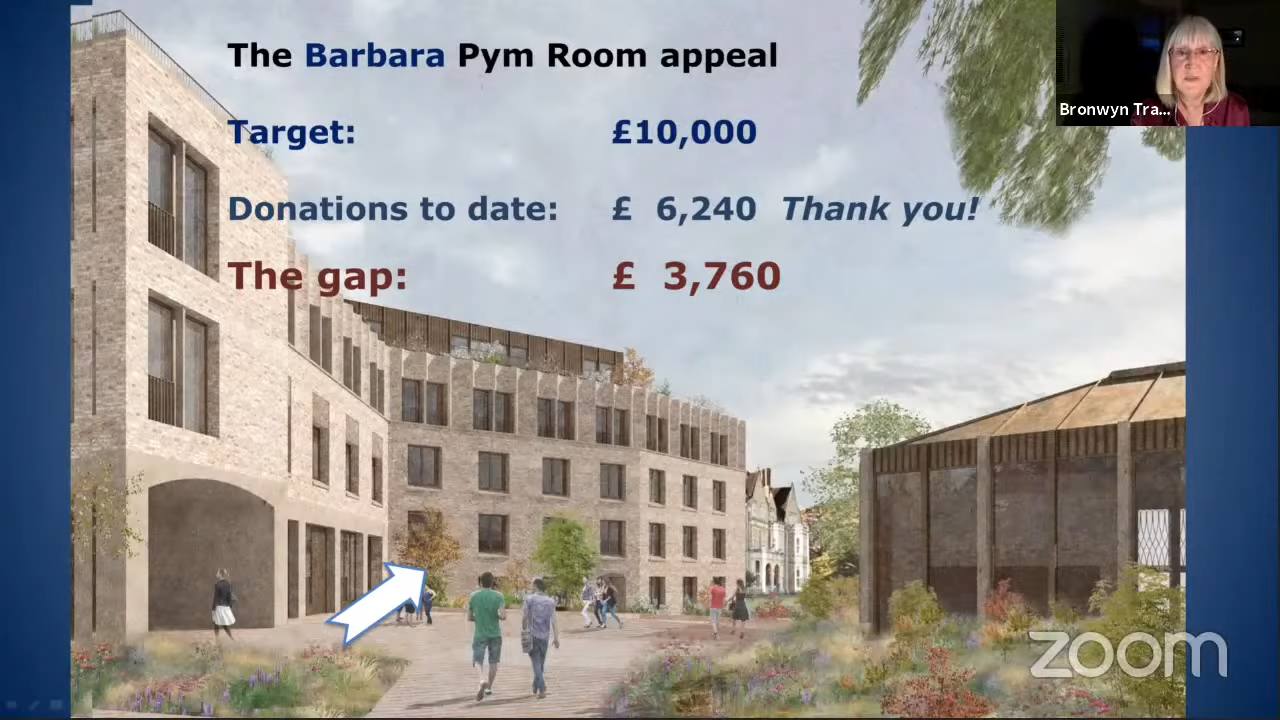 The Barbara Pym Room appeal
Target: £10,000
Donations to date: £ 6,240 Thank you!
The gap: £ 3,760
Bronwyn Tra...
zoom